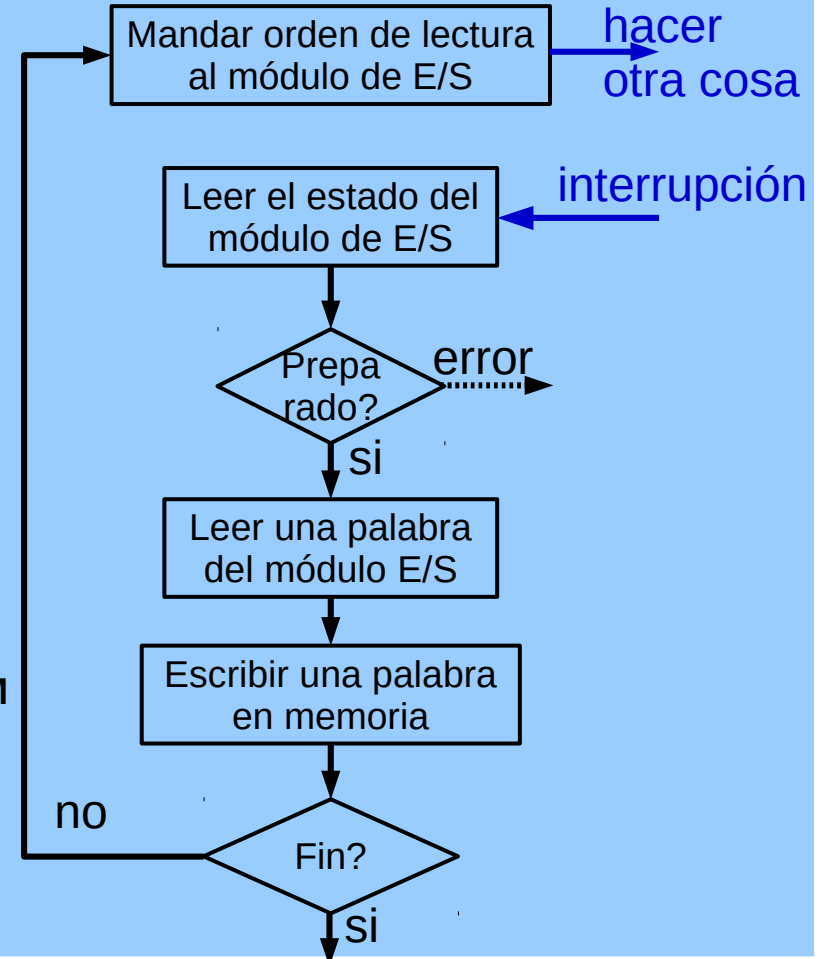 Mandar orden de lectura
al módulo de E/S
hacer
otra cosa
Leer el estado del
módulo de E/S
interrupción
Prepa
rado?
error
si
Leer una palabra
del módulo E/S
Escribir una palabra
en memoria
no
Fin?
si